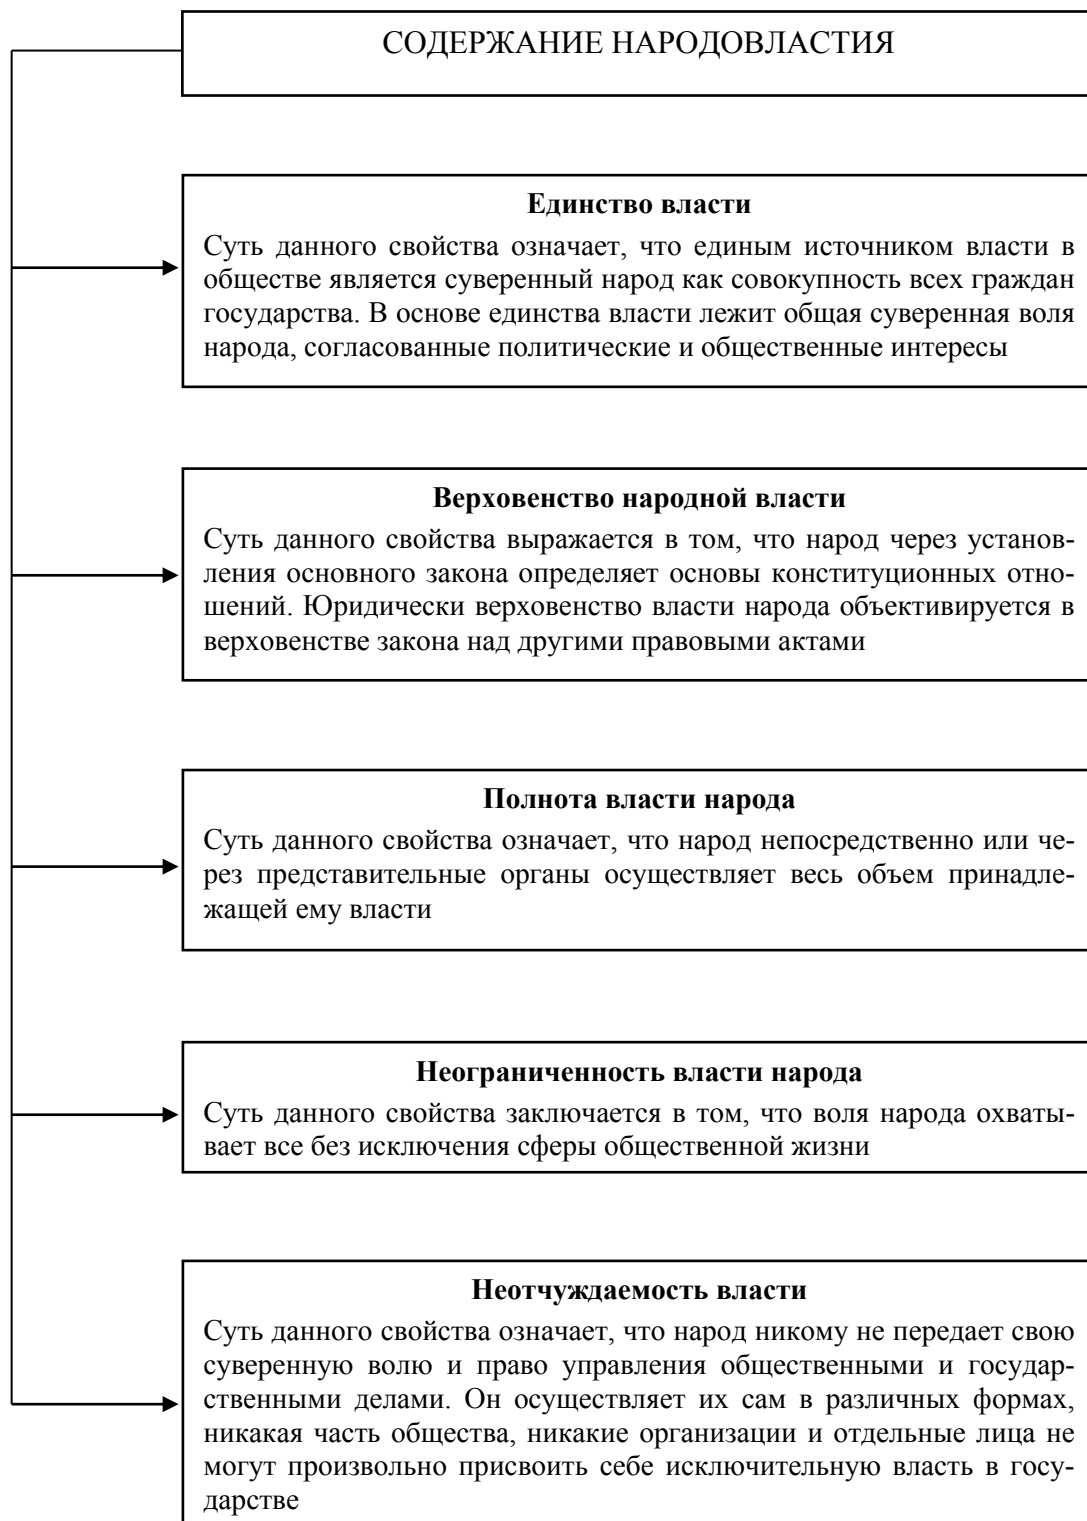 СОДЕРЖАНИЕ НАРОДОВЛАСТИЯ
Единство власти
Суть данного свойства означает, что единым источником власти в
обществе является суверенный народ как совокупность всех граждан
государства. В основе единства власти лежит общая суверенная воля
народа, согласованные политические и общественные интересы
Верховенство народной власти
Суть данного свойства выражается в том, что народ через установ-
ления основного закона определяет основы конституционных отно-
шений. Юридически верховенство власти народа объективируется в
верховенстве закона над другими правовыми актами
Полнота власти народа
Суть данного свойства означает, что народ непосредственно или че-
рез представительные органы осуществляет весь объем принадле-
жащей ему власти
Неограниченность власти народа
Суть данного свойства заключается в том, что воля народа охваты-
вает все без исключения сферы общественной жизни
Неотчуждаемость власти
Суть данного свойства означает, что народ никому не передает свою
суверенную волю и право управления общественными и государ-
ственными делами. Он осуществляет их сам в различных формах,
никакая часть общества, никакие организации и отдельные лица не
могут произвольно присвоить себе исключительную власть в госу-
дарстве